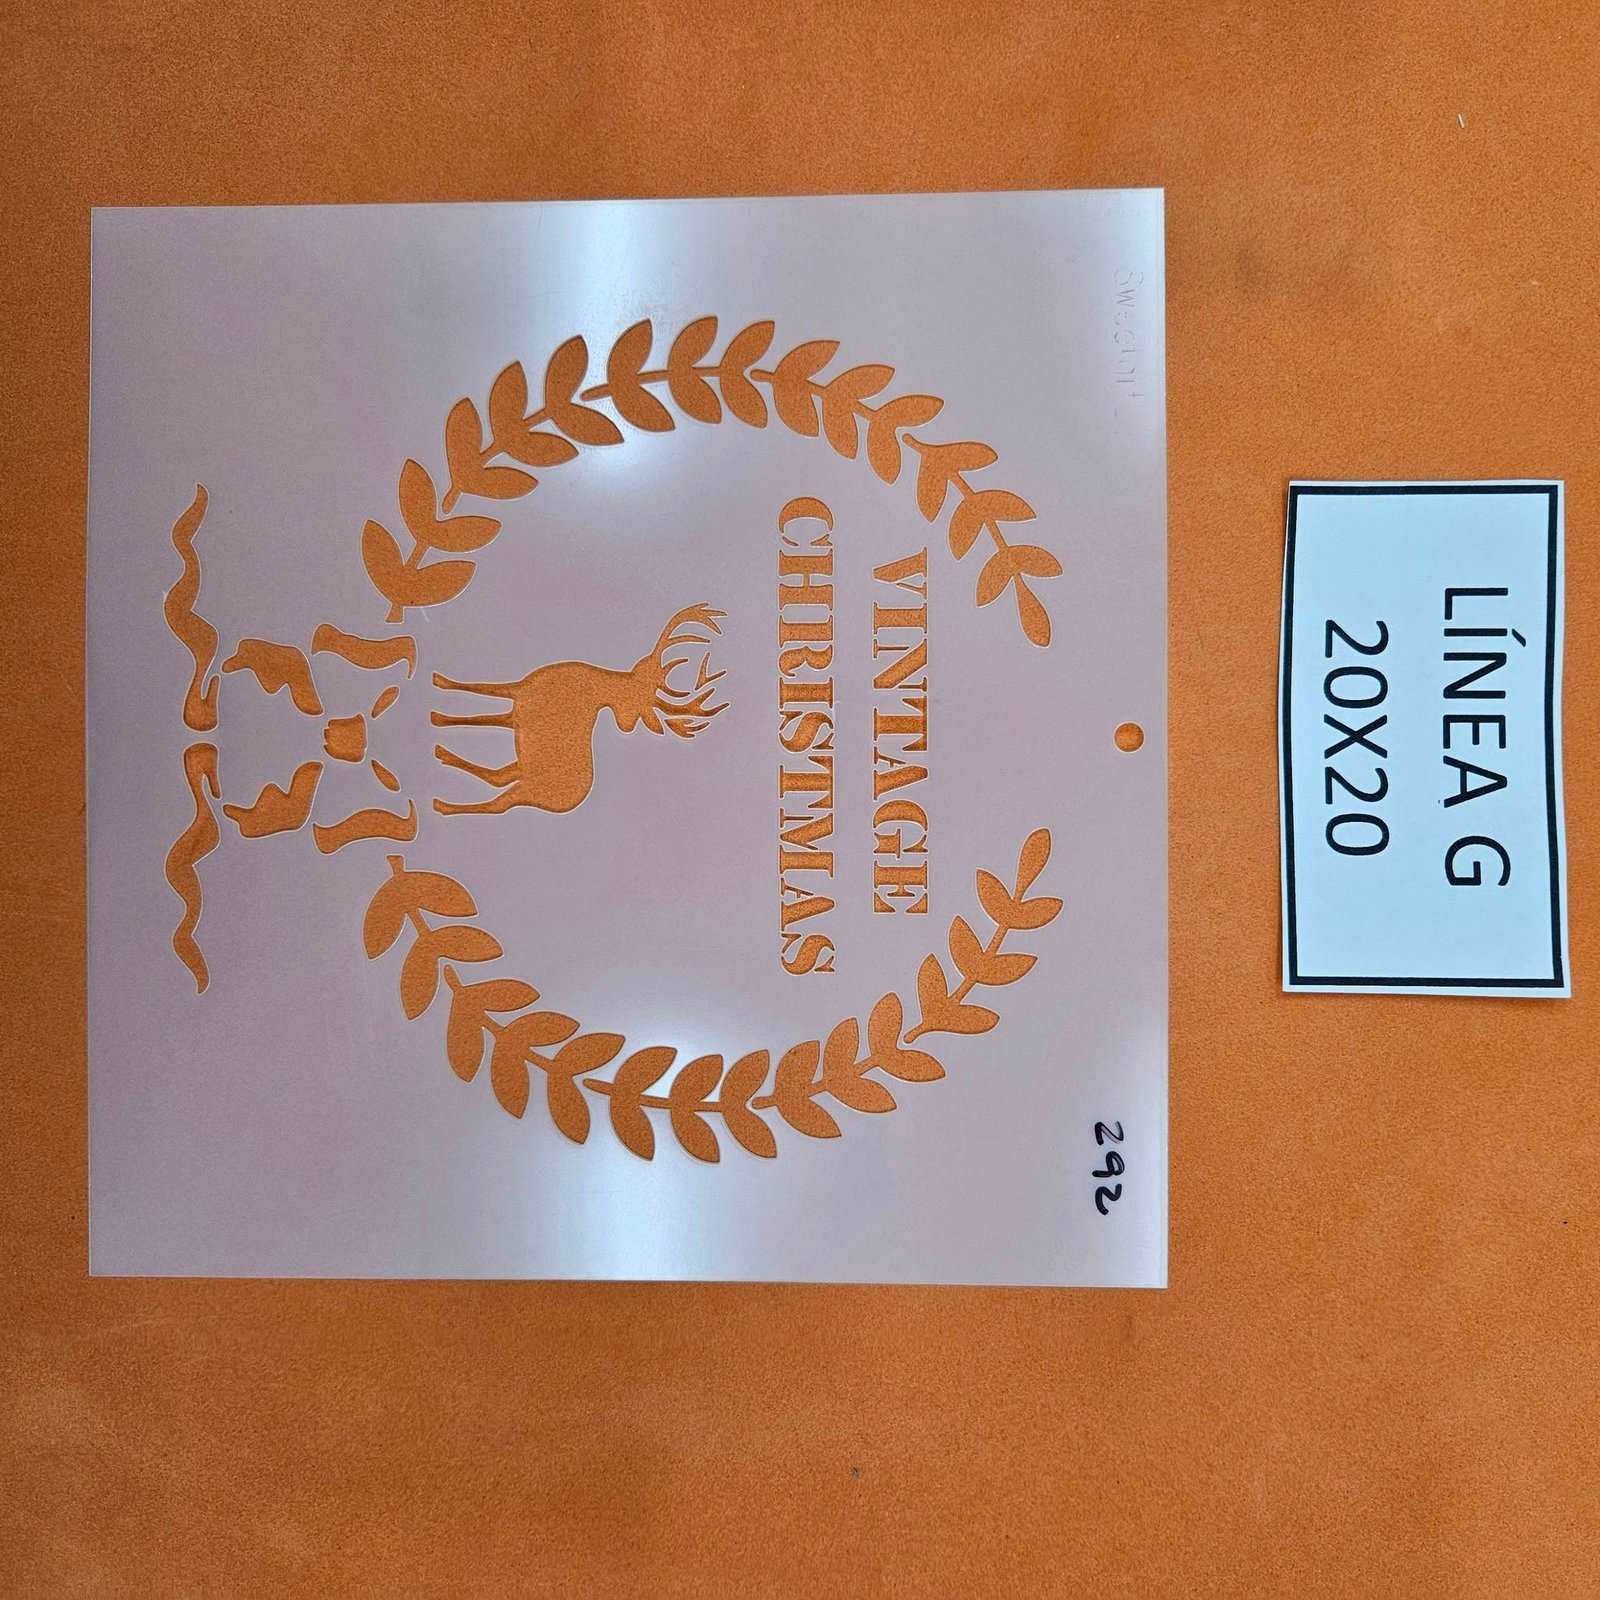 LÍNEA G
20X20
292
VINTAGE
CHRISTMAS